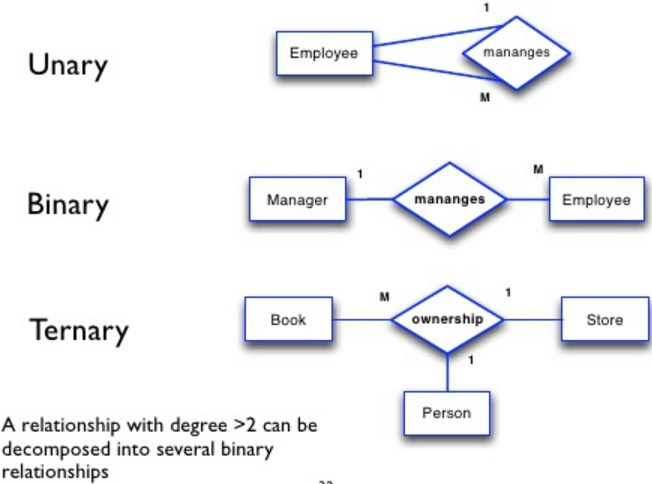 1
Unary
Employee
mananges
M
Binary
1
M
Manager
mananges
Employee
Ternary
M
1
Book
ownership
Store
1
Person
A relationship with degree >2 can be
decomposed into several binary
relationships